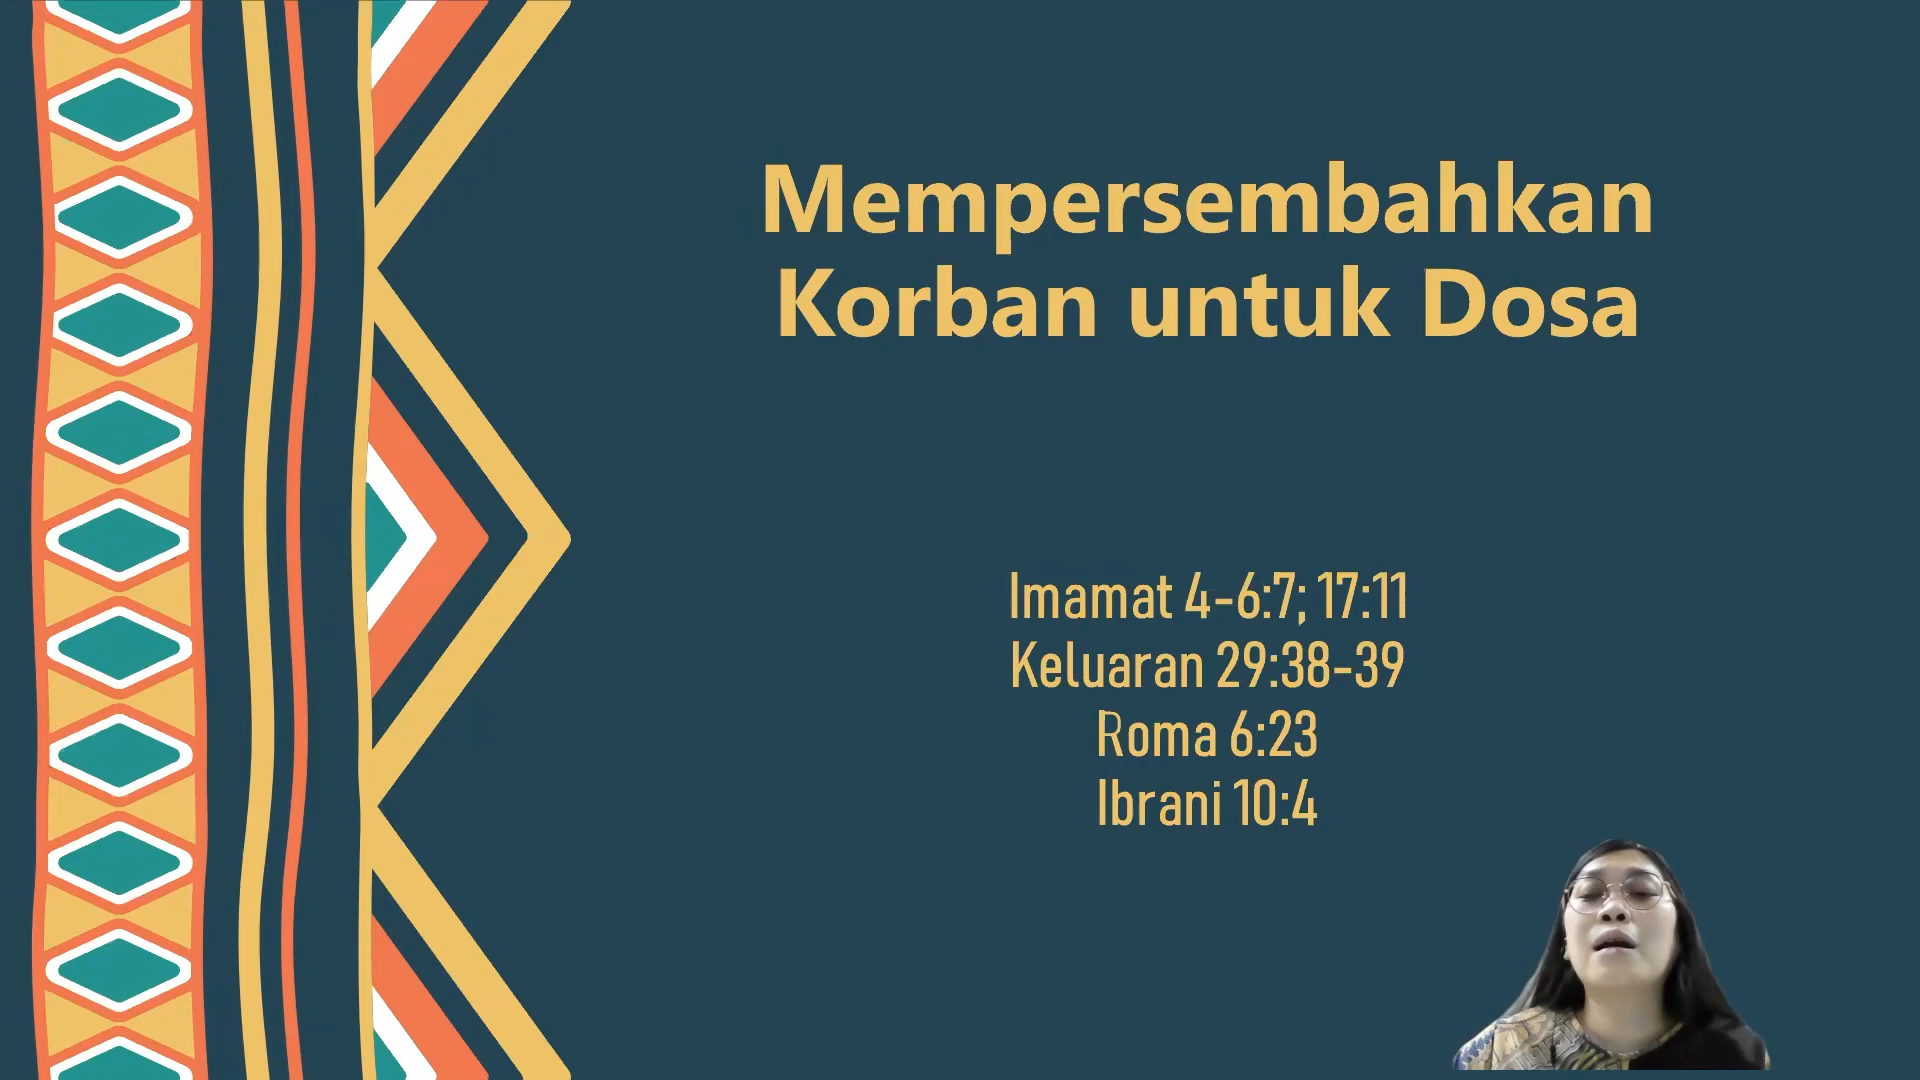 Mempersembahkan
Korban untuk Dosa
Imamat 4-6:7; 17:11
Keluaran 29:38-39
Roma 6:23
Ibrani 10:4